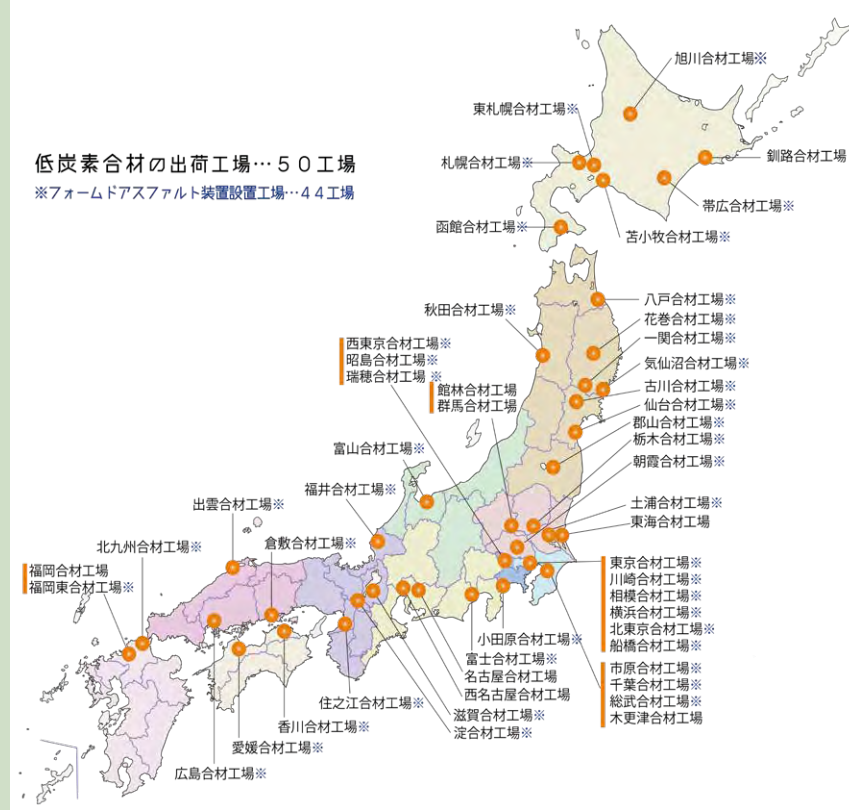 低炭素合材の出荷工場…50工場
※フォームドアスファルト装置設置工場…44工場
旭川合材工場※
東札幌合材工場※
札幌合材工場※
釧路合材工場
帯広合材工場※
苫小牧合材工場※
函館合材工場※
秋田合材工場※
八戸合材工場※
花巻合材工場※
一関合材工場※
気仙沼合材工場※
古川合材工場※
仙台合材工場※
郡山合材工場※
栃木合材工場※
朝霞合材工場※
土浦合材工場※
東海合材工場
西東京合材工場※
昭島合材工場※
瑞穂合材工場※
館林合材工場
群馬合材工場
富山合材工場※
福井合材工場※
出雲合材工場※
倉敷合材工場※
北九州合材工場※
福岡合材工場
福岡東合材工場※
東京合材工場※
川崎合材工場※
相模合材工場※
横浜合材工場※
北東京合材工場※
船橋合材工場※
市原合材工場※
千葉合材工場※
総武合材工場※
木更津合材工場
小田原合材工場※
富士合材工場※
名古屋合材工場
西名古屋合材工場
滋賀合材工場※
淀合材工場※
住之江合材工場※
香川合材工場※
愛媛合材工場※
広島合材工場※